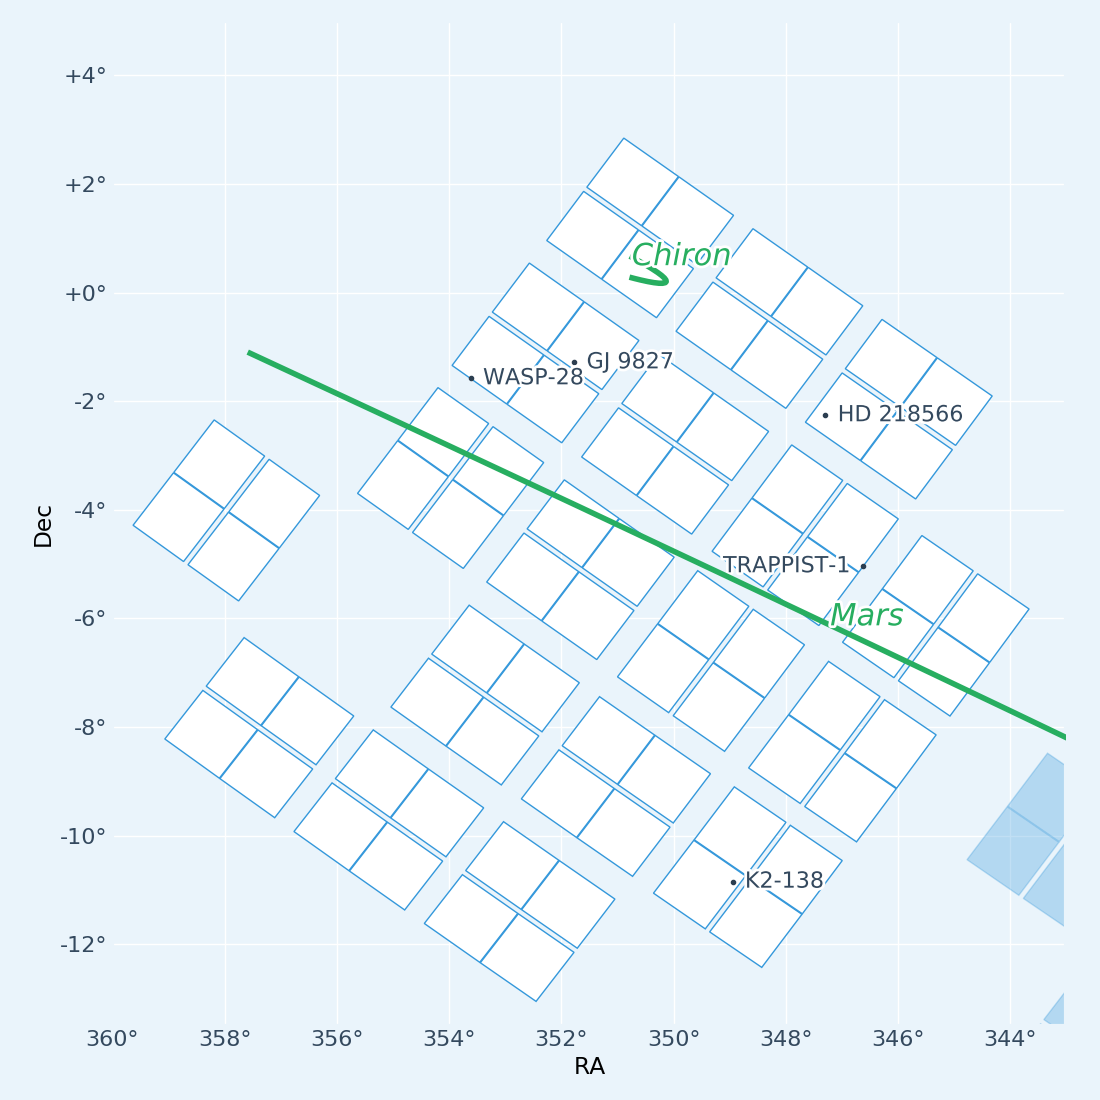 +4°
+2°
+0°
-2°
-4°
-6°
-8°
-10°
-12°
Dec
Chiron
GJ 9827
WASP-28
HD 218566
TRAPPIST-1
Mars
K2-138
360° 358° 356° 354° 352° 350° 348° 346° 344°
RA